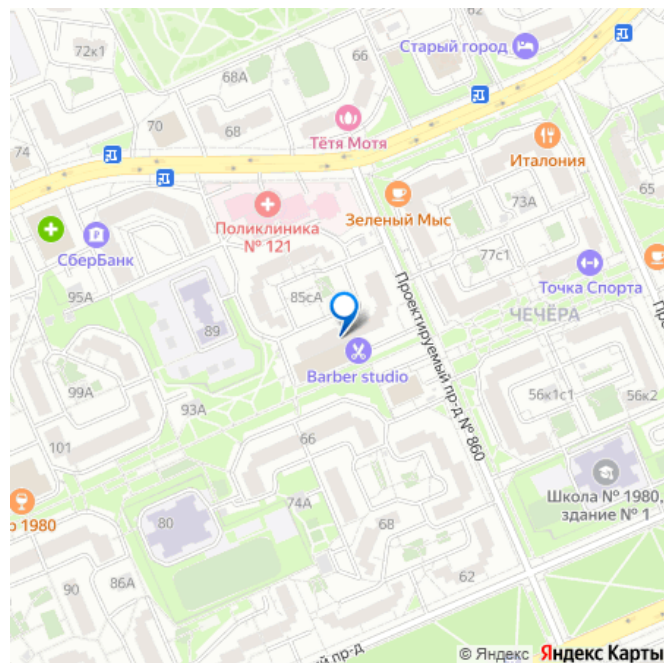 72к1
66
Старый город
68А
70
68
74
Тётя Мотя
Италония
65
73А
Зеленый Мыс
Поликлиника
№ 121
СберБанк
77с1
Точка Спорта
95А
85сА
89
ЧЕЧЁРА
Проектируемый пр-д № 860
Barber studio
99А
93А
56к1с1
56к2
101
66
Школа № 1980,
здание № 1
74А
1980
80
68
62
86А
90
пр-д
© Яндекс Яндекс Карты